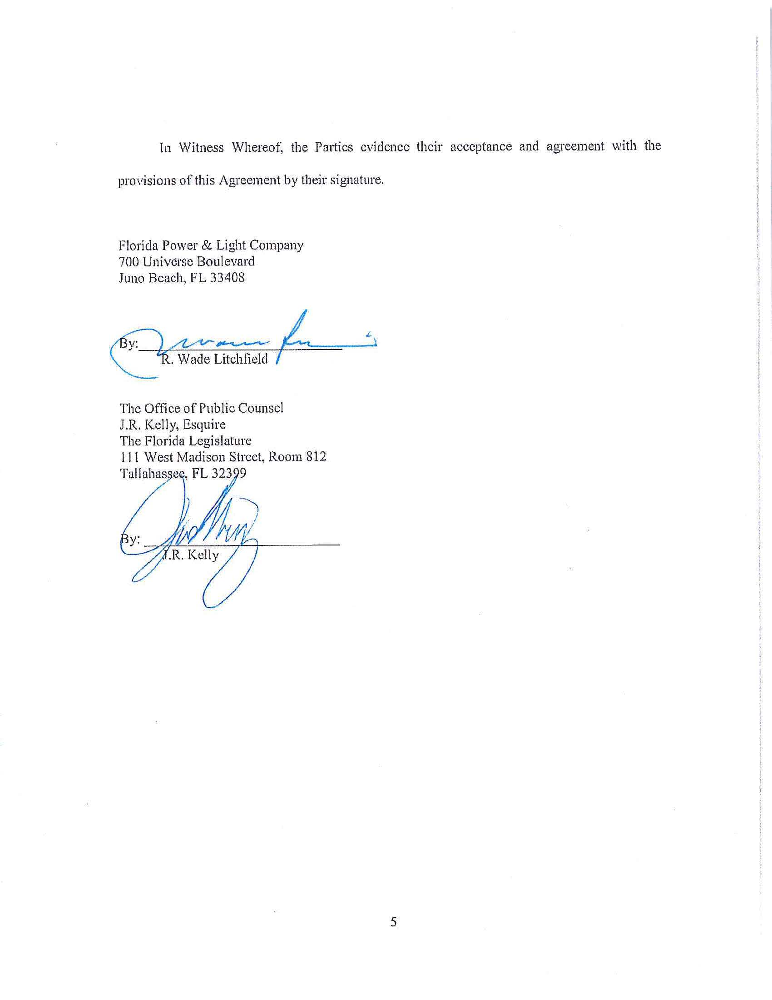 In Witness Whereof, the Parties evidence their acceptance and agreement with the
provisions of this Agreement by their signature.
Florida Power & Light Company
700 Universe Boulevard
Juno Beach, FL 33408
By:
R. Wade Litchfield
The Office of Public Counsel
J.R. Kelly, Esquire
The Florida Legislature
111 West Madison Street, Room 812
Tallahassee, FL 32399
By:
J.R. Kelly
5